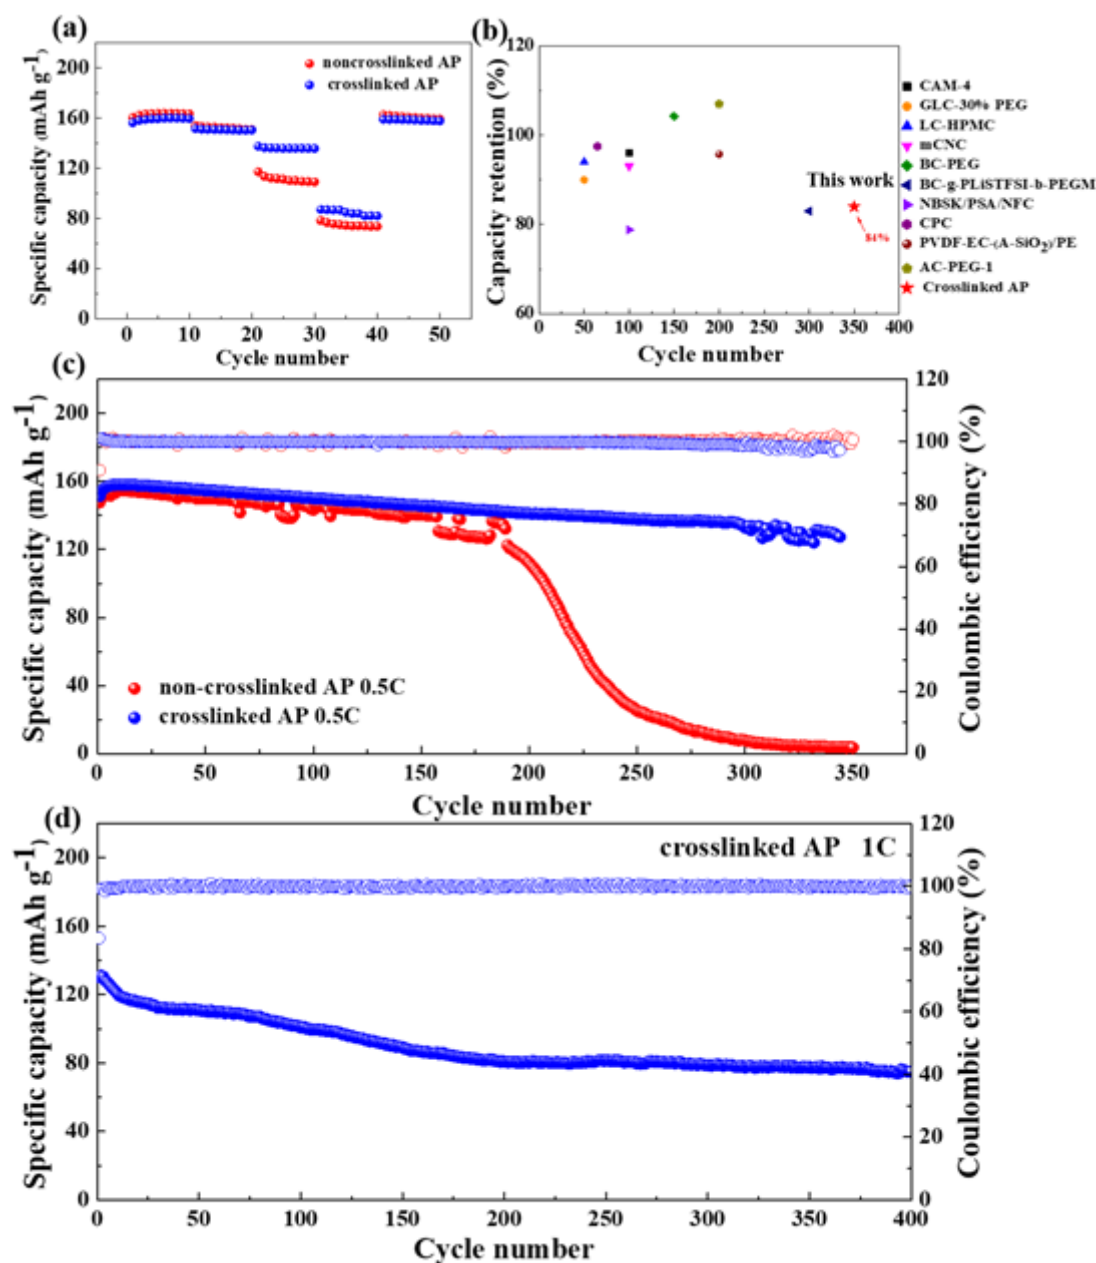 (a)
200
160
120
80
40
0
Specific capacity (mAh g-1)
noncrosslinked AP
crosslinked AP
0 10 20 30 40 50
Cycle number
(b)
120
100
80
60
Capacity retention (%)
This work
84%
0 50 100 150 200 250 300 350 400
Cycle number
CAM-4
GLC-30% PEG
LC-HPMC
mCNC
BC-PEG
BC-g-PLiSTFSI-b-PEGM
NBSK/PSA/NFC
CPC
PVDF-EC-(A-SiO2)/PE
AC-PEG-1
Crosslinked AP
(c)
200
160
120
80
40
0
Specific capacity (mAh g-1)
non-crosslinked AP 0.5C
crosslinked AP 0.5C
120
100
80
60
40
20
0
Coulombic efficiency (%)
0 50 100 150 200 250 300 350
Cycle number
(d)
crosslinked AP 1C
200
160
120
80
40
0
Specific capacity (mAh g-1)
120
100
80
60
40
20
0
Coulombic efficiency (%)
0 50 100 150 200 250 300 350 400
Cycle number